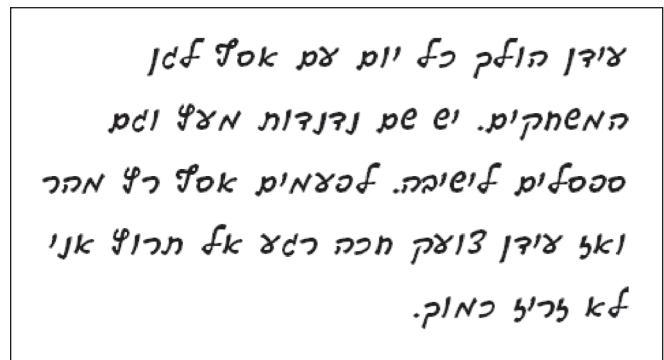 עידן הולך כל יום עם אסף לגן
המשחקים. יש שם נדנדות מעץ וגם
ספסלים לישיבה. לפעמים אסף רץ מהר
ואז עידן צועק חכה רגע אל תרוץ אני
לא זריז כמוך.